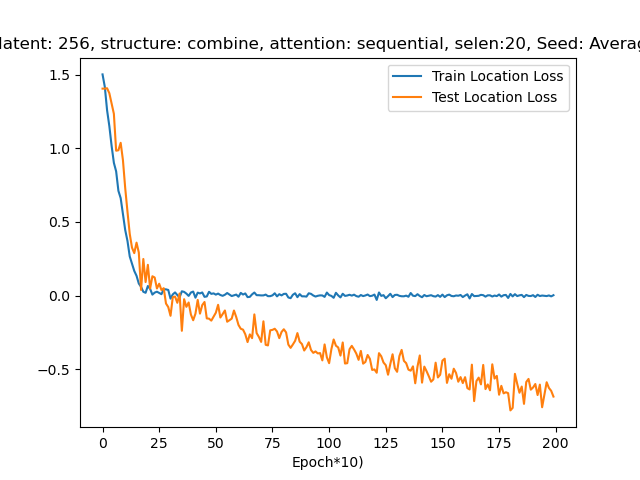 latent: 256, structure: combine, attention: sequential, selen:20, Seed: Averag
Train Location Loss
Test Location Loss
1.5
1.0
0.5
0.0
−0.5
0 25 50 75 100 125 150 175 200
Epoch*10)